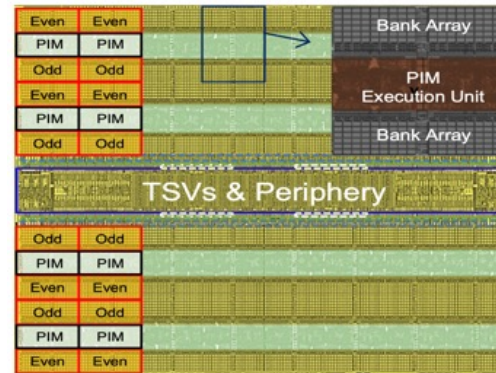 Even Even
PIM PIM
Odd Odd
Even Even
PIM PIM
Odd Odd
Bank Array
PIM
Execution Unit
Bank Array
TSVs & Periphery
Odd Odd
PIM PIM
Even Even
Odd Odd
PIM PIM
Even Even